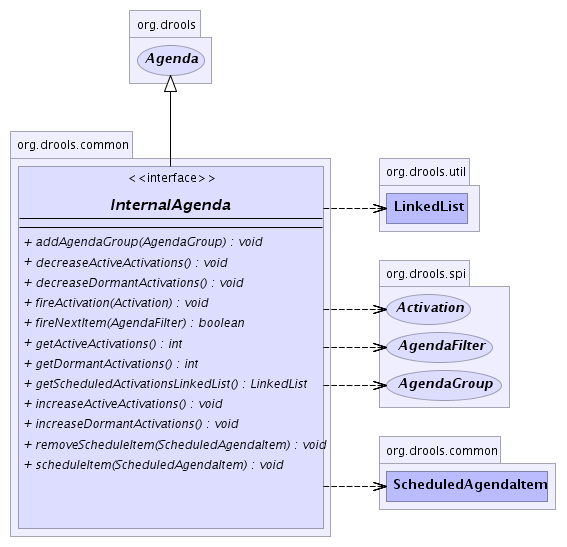 org.drools
Agenda
org.drools.common
<<interface>>
InternalAgenda
+ addAgendaGroup(AgendaGroup) : void
+ decreaseActiveActivations() : void
+ decreaseDormantActivations() : void
+ fireActivation(Activation) : void
+ fireNextItem(AgendaFilter) : boolean
+ getActiveActivations() : int
+ getDormantActivations() : int
+ getScheduledActivationsLinkedList() : LinkedList
+ increaseActiveActivations() : void
+ increaseDormantActivations() : void
+ removeScheduleItem(ScheduledAgendaItem) : void
+ scheduleItem(ScheduledAgendaItem) : void
org.drools.util
LinkedList
org.drools.spi
Activation
AgendaFilter
AgendaGroup
org.drools.common
ScheduledAgendaItem